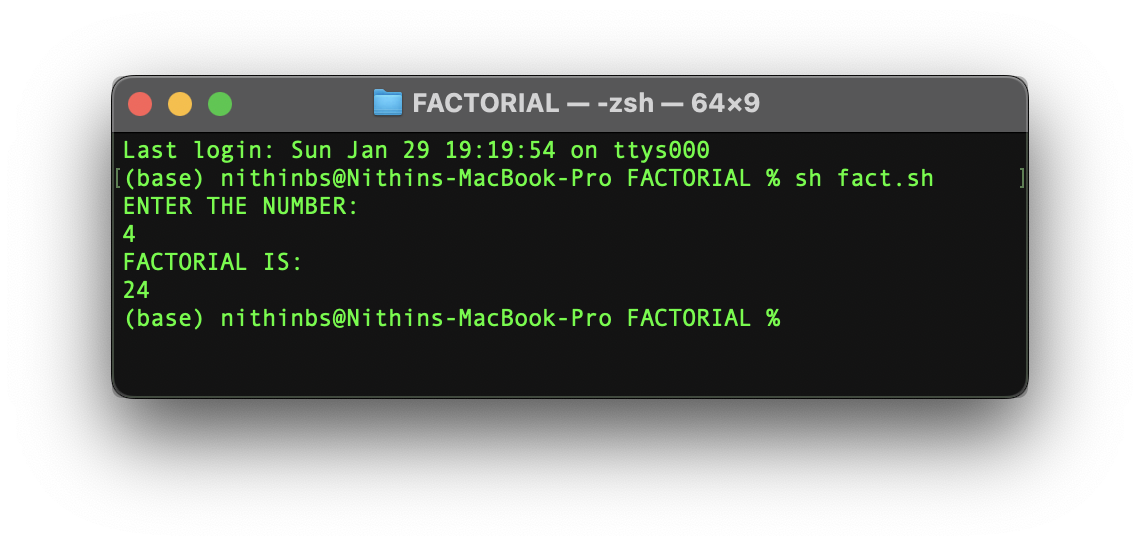 FACTORIAL — -zsh — 64×9
Last login: Sun Jan 29 19:19:54 on ttys000
[(base) nithinbs@Nithins-MacBook-Pro FACTORIAL % sh fact.sh ]
ENTER THE NUMBER:
4
FACTORIAL IS:
24
(base) nithinbs@Nithins-MacBook-Pro FACTORIAL %